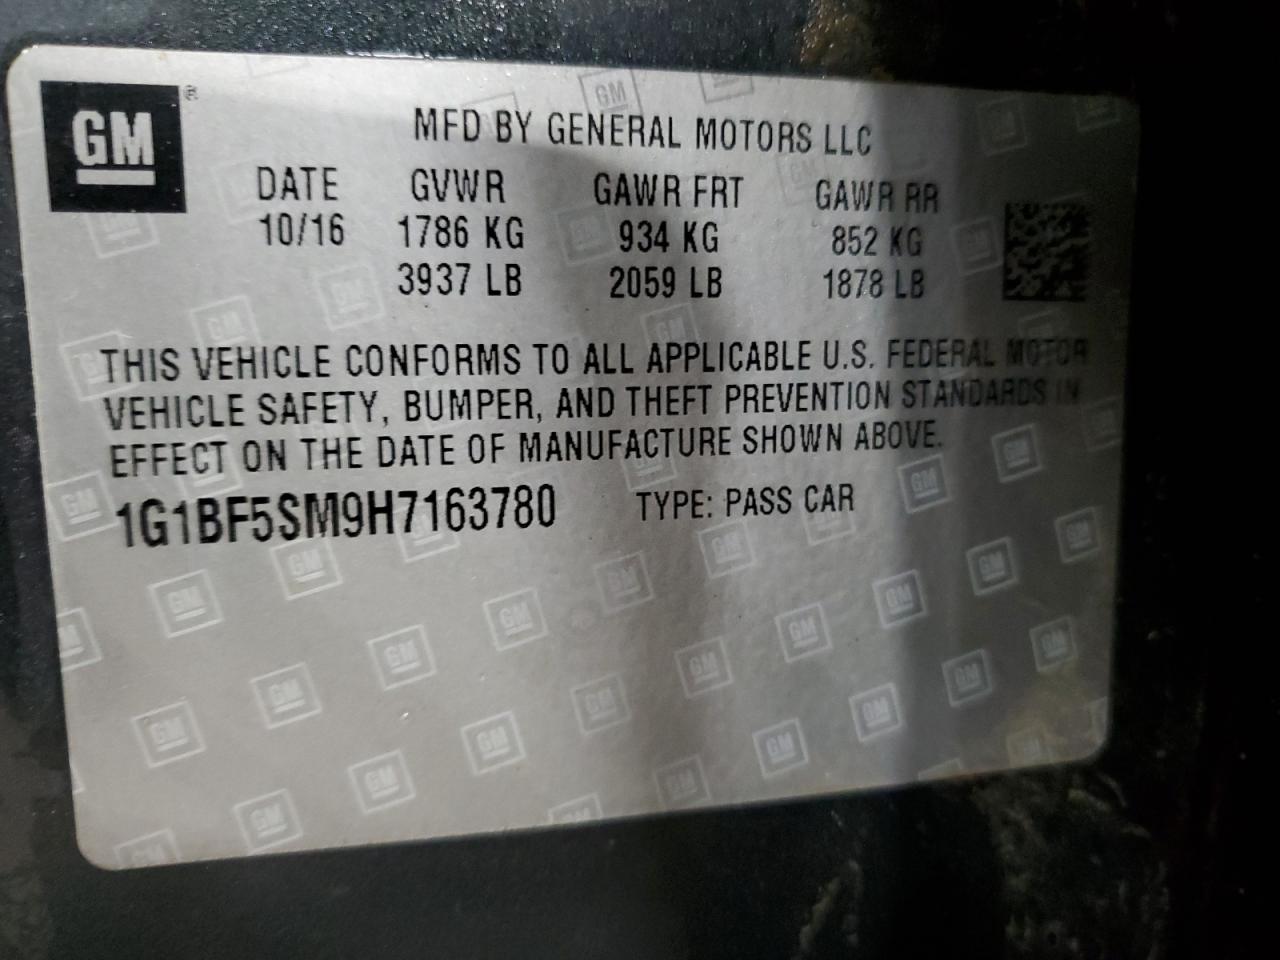 GM®
MFD BY GENERAL MOTORS LLC
DATE GVWR GAWR FRT GAWR RR
10/16 1786 KG 934 KG 852 KG
3937 LB 2059 LB 1878 LB
THIS VEHICLE CONFORMS TO ALL APPLICABLE U.S. FEDERAL MOTOR
VEHICLE SAFETY, BUMPER, AND THEFT PREVENTION STANDARDS IN
EFFECT ON THE DATE OF MANUFACTURE SHOWN ABOVE.
1G1BF5SM9H7163780 TYPE: PASS CAR